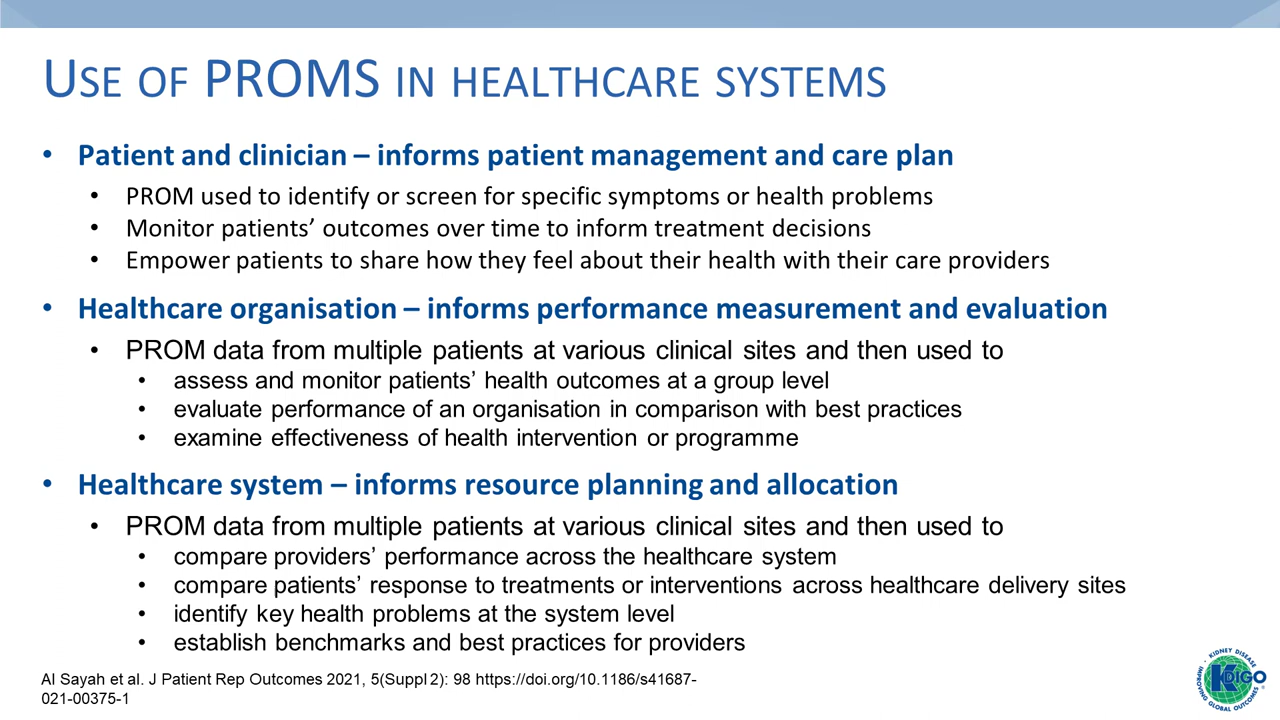 USE OF PROMS IN HEALTHCARE SYSTEMS
• Patient and clinician – informs patient management and care plan
• PROM used to identify or screen for specific symptoms or health problems
• Monitor patients’ outcomes over time to inform treatment decisions
• Empower patients to share how they feel about their health with their care providers
• Healthcare organisation – informs performance measurement and evaluation
• PROM data from multiple patients at various clinical sites and then used to
• assess and monitor patients’ health outcomes at a group level
• evaluate performance of an organisation in comparison with best practices
• examine effectiveness of health intervention or programme
• Healthcare system – informs resource planning and allocation
• PROM data from multiple patients at various clinical sites and then used to
• compare providers’ performance across the healthcare system
• compare patients’ response to treatments or interventions across healthcare delivery sites
• identify key health problems at the system level
• establish benchmarks and best practices for providers
Al Sayah et al. J Patient Rep Outcomes 2021, 5(Suppl 2): 98 https://doi.org/10.1186/s41687-
021-00375-1
KIDNEY DISEASE
KDIGO
IMPROVING GLOBAL OUTCOMES